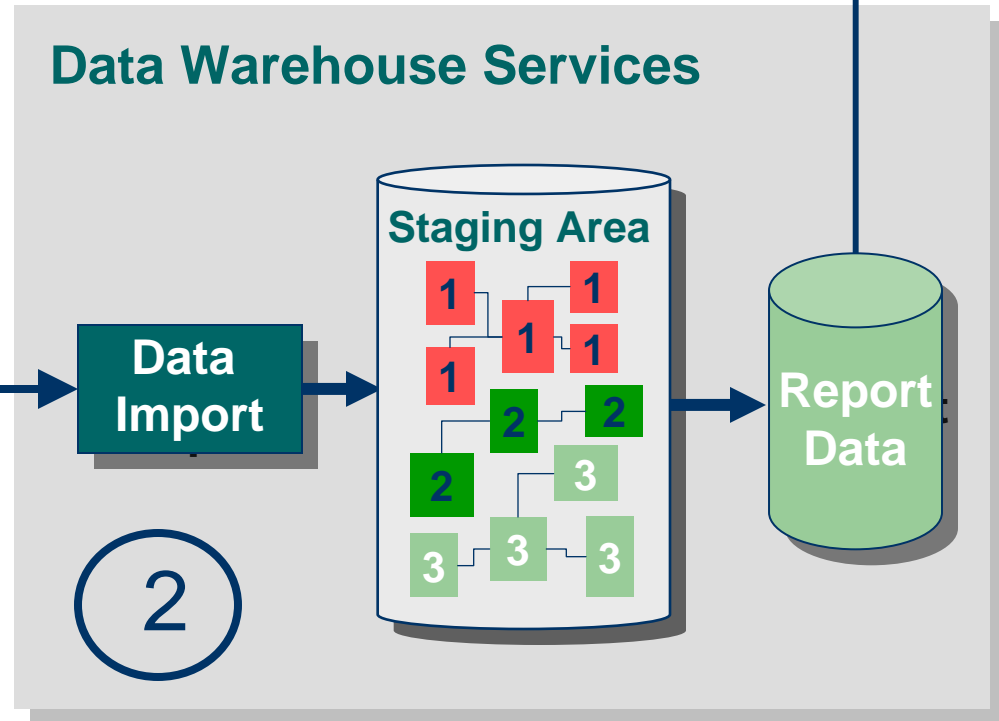 Data Warehouse Services
Staging Area
1
1
1
1
1
2
2
2
3
3
3
3
Data
Import
Report
Data
2